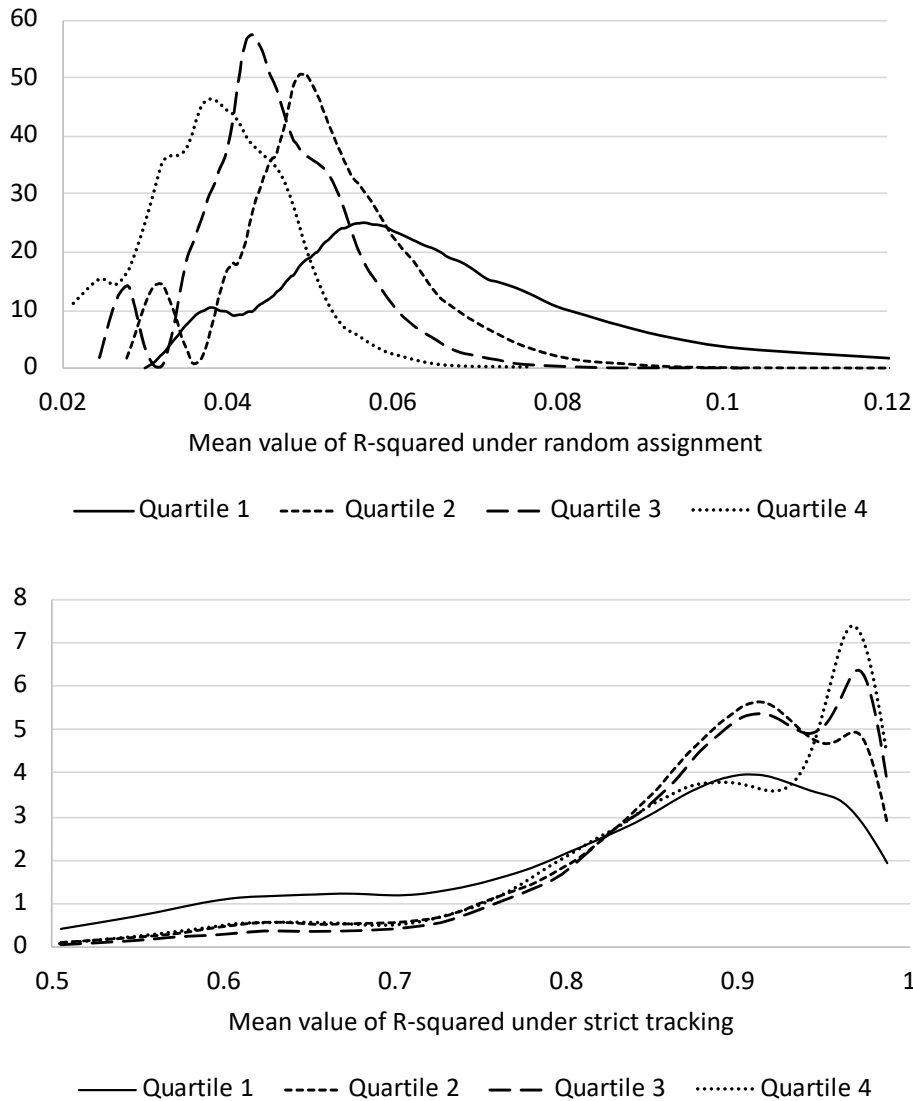 60
50
40
30
20
10
0
0.02 0.04 0.06 0.08 0.1 0.12
Mean value of R-squared under random assignment
Quartile 1 Quartile 2 Quartile 3 Quartile 4
8
7
6
5
4
3
2
1
0
0.5 0.6 0.7 0.8 0.9 1
Mean value of R-squared under strict tracking
Quartile 1 Quartile 2 Quartile 3 Quartile 4